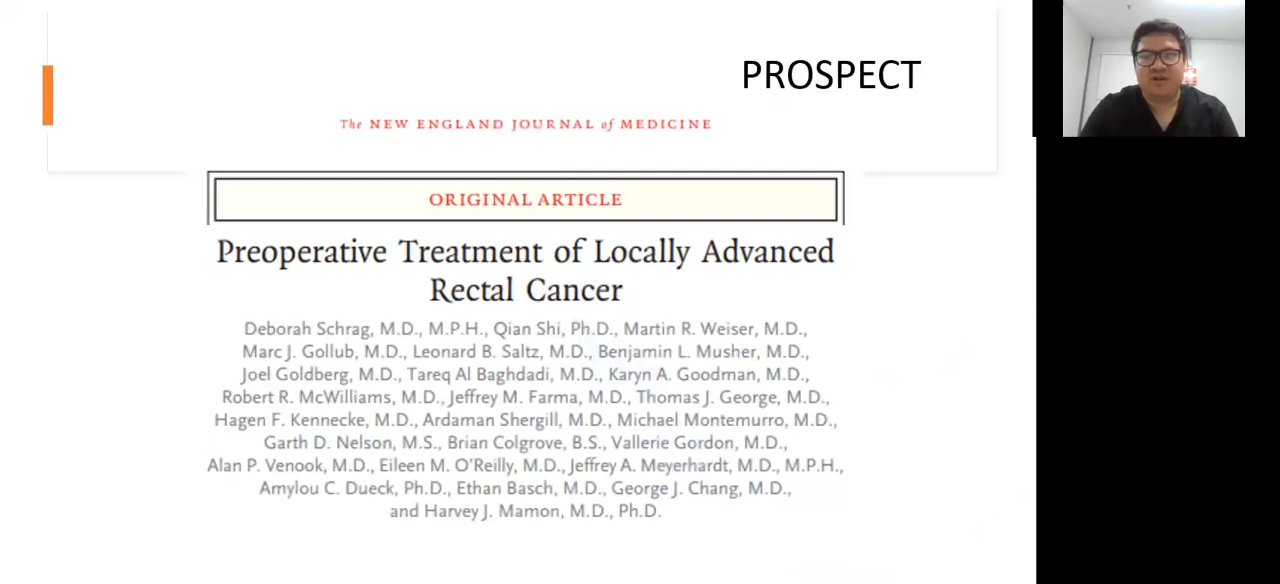 PROSPECT
The NEW ENGLAND JOURNAL of MEDICINE
ORIGINAL ARTICLE
Preoperative Treatment of Locally Advanced
Rectal Cancer
Deborah Schrag, M.D., M.P.H., Qian Shi, Ph.D., Martin R. Weiser, M.D.,
Marc J. Gollub, M.D., Leonard B. Saltz, M.D., Benjamin L. Musher, M.D.,
Joel Goldberg, M.D., Tareq Al Baghdadi, M.D., Karyn A. Goodman, M.D.,
Robert R. McWilliams, M.D., Jeffrey M. Farma, M.D., Thomas J. George, M.D.,
Hagen F. Kennecke, M.D., Ardaman Shergill, M.D., Michael Montemurro, M.D.,
Garth D. Nelson, M.S., Brian Colgrove, B.S., Vallerie Gordon, M.D.,
Alan P. Venook, M.D., Eileen M. O'Reilly, M.D., Jeffrey A. Meyerhardt, M.D., M.P.H.,
Amylou C. Dueck, Ph.D., Ethan Basch, M.D., George J. Chang, M.D.,
and Harvey J. Mamon, M.D., Ph.D.